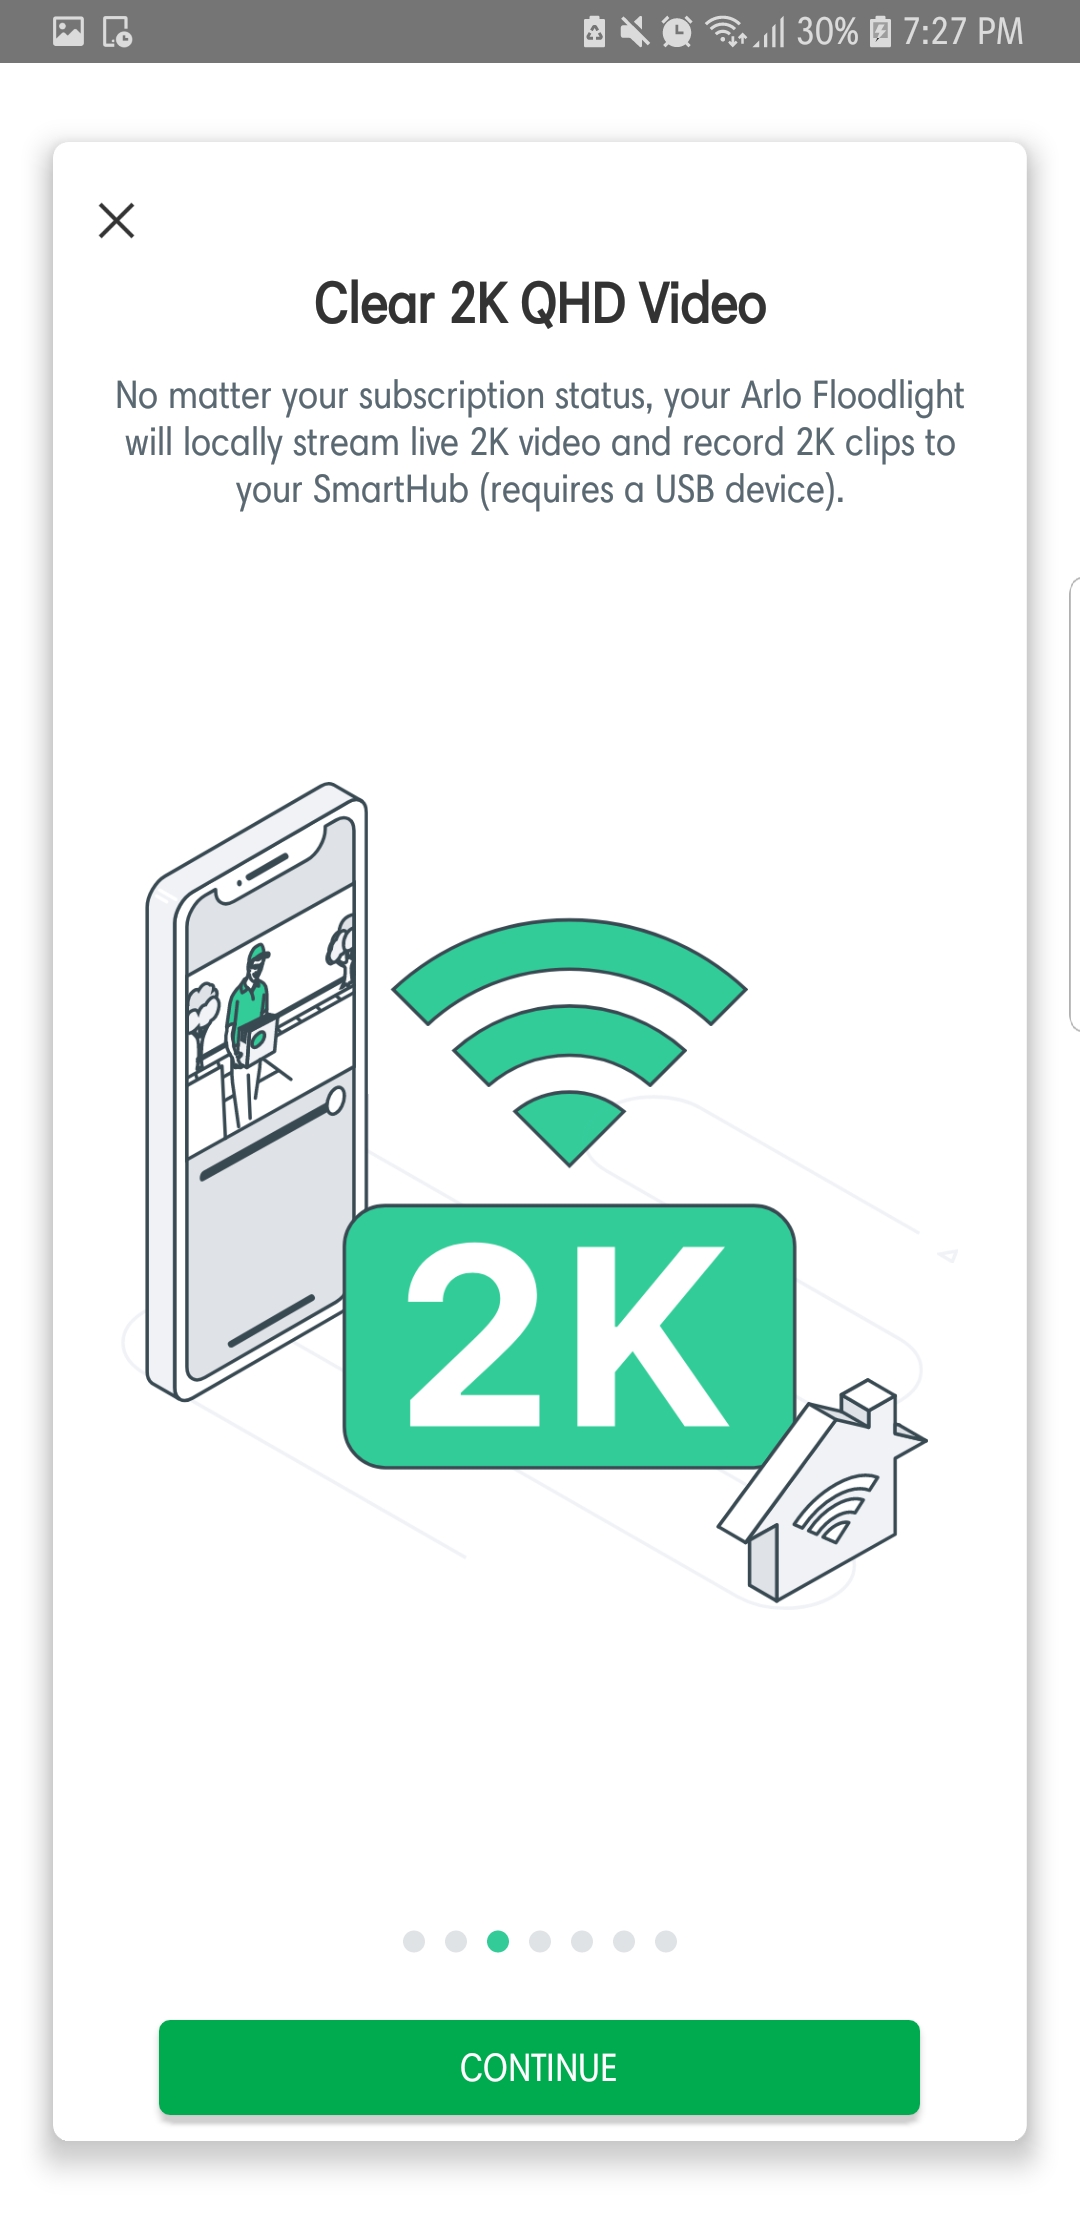 30% 7:27 PM
Clear 2K QHD Video
No matter your subscription status, your Arlo Floodlight
will locally stream live 2K video and record 2K clips to
your SmartHub (requires a USB device).
2K
CONTINUE